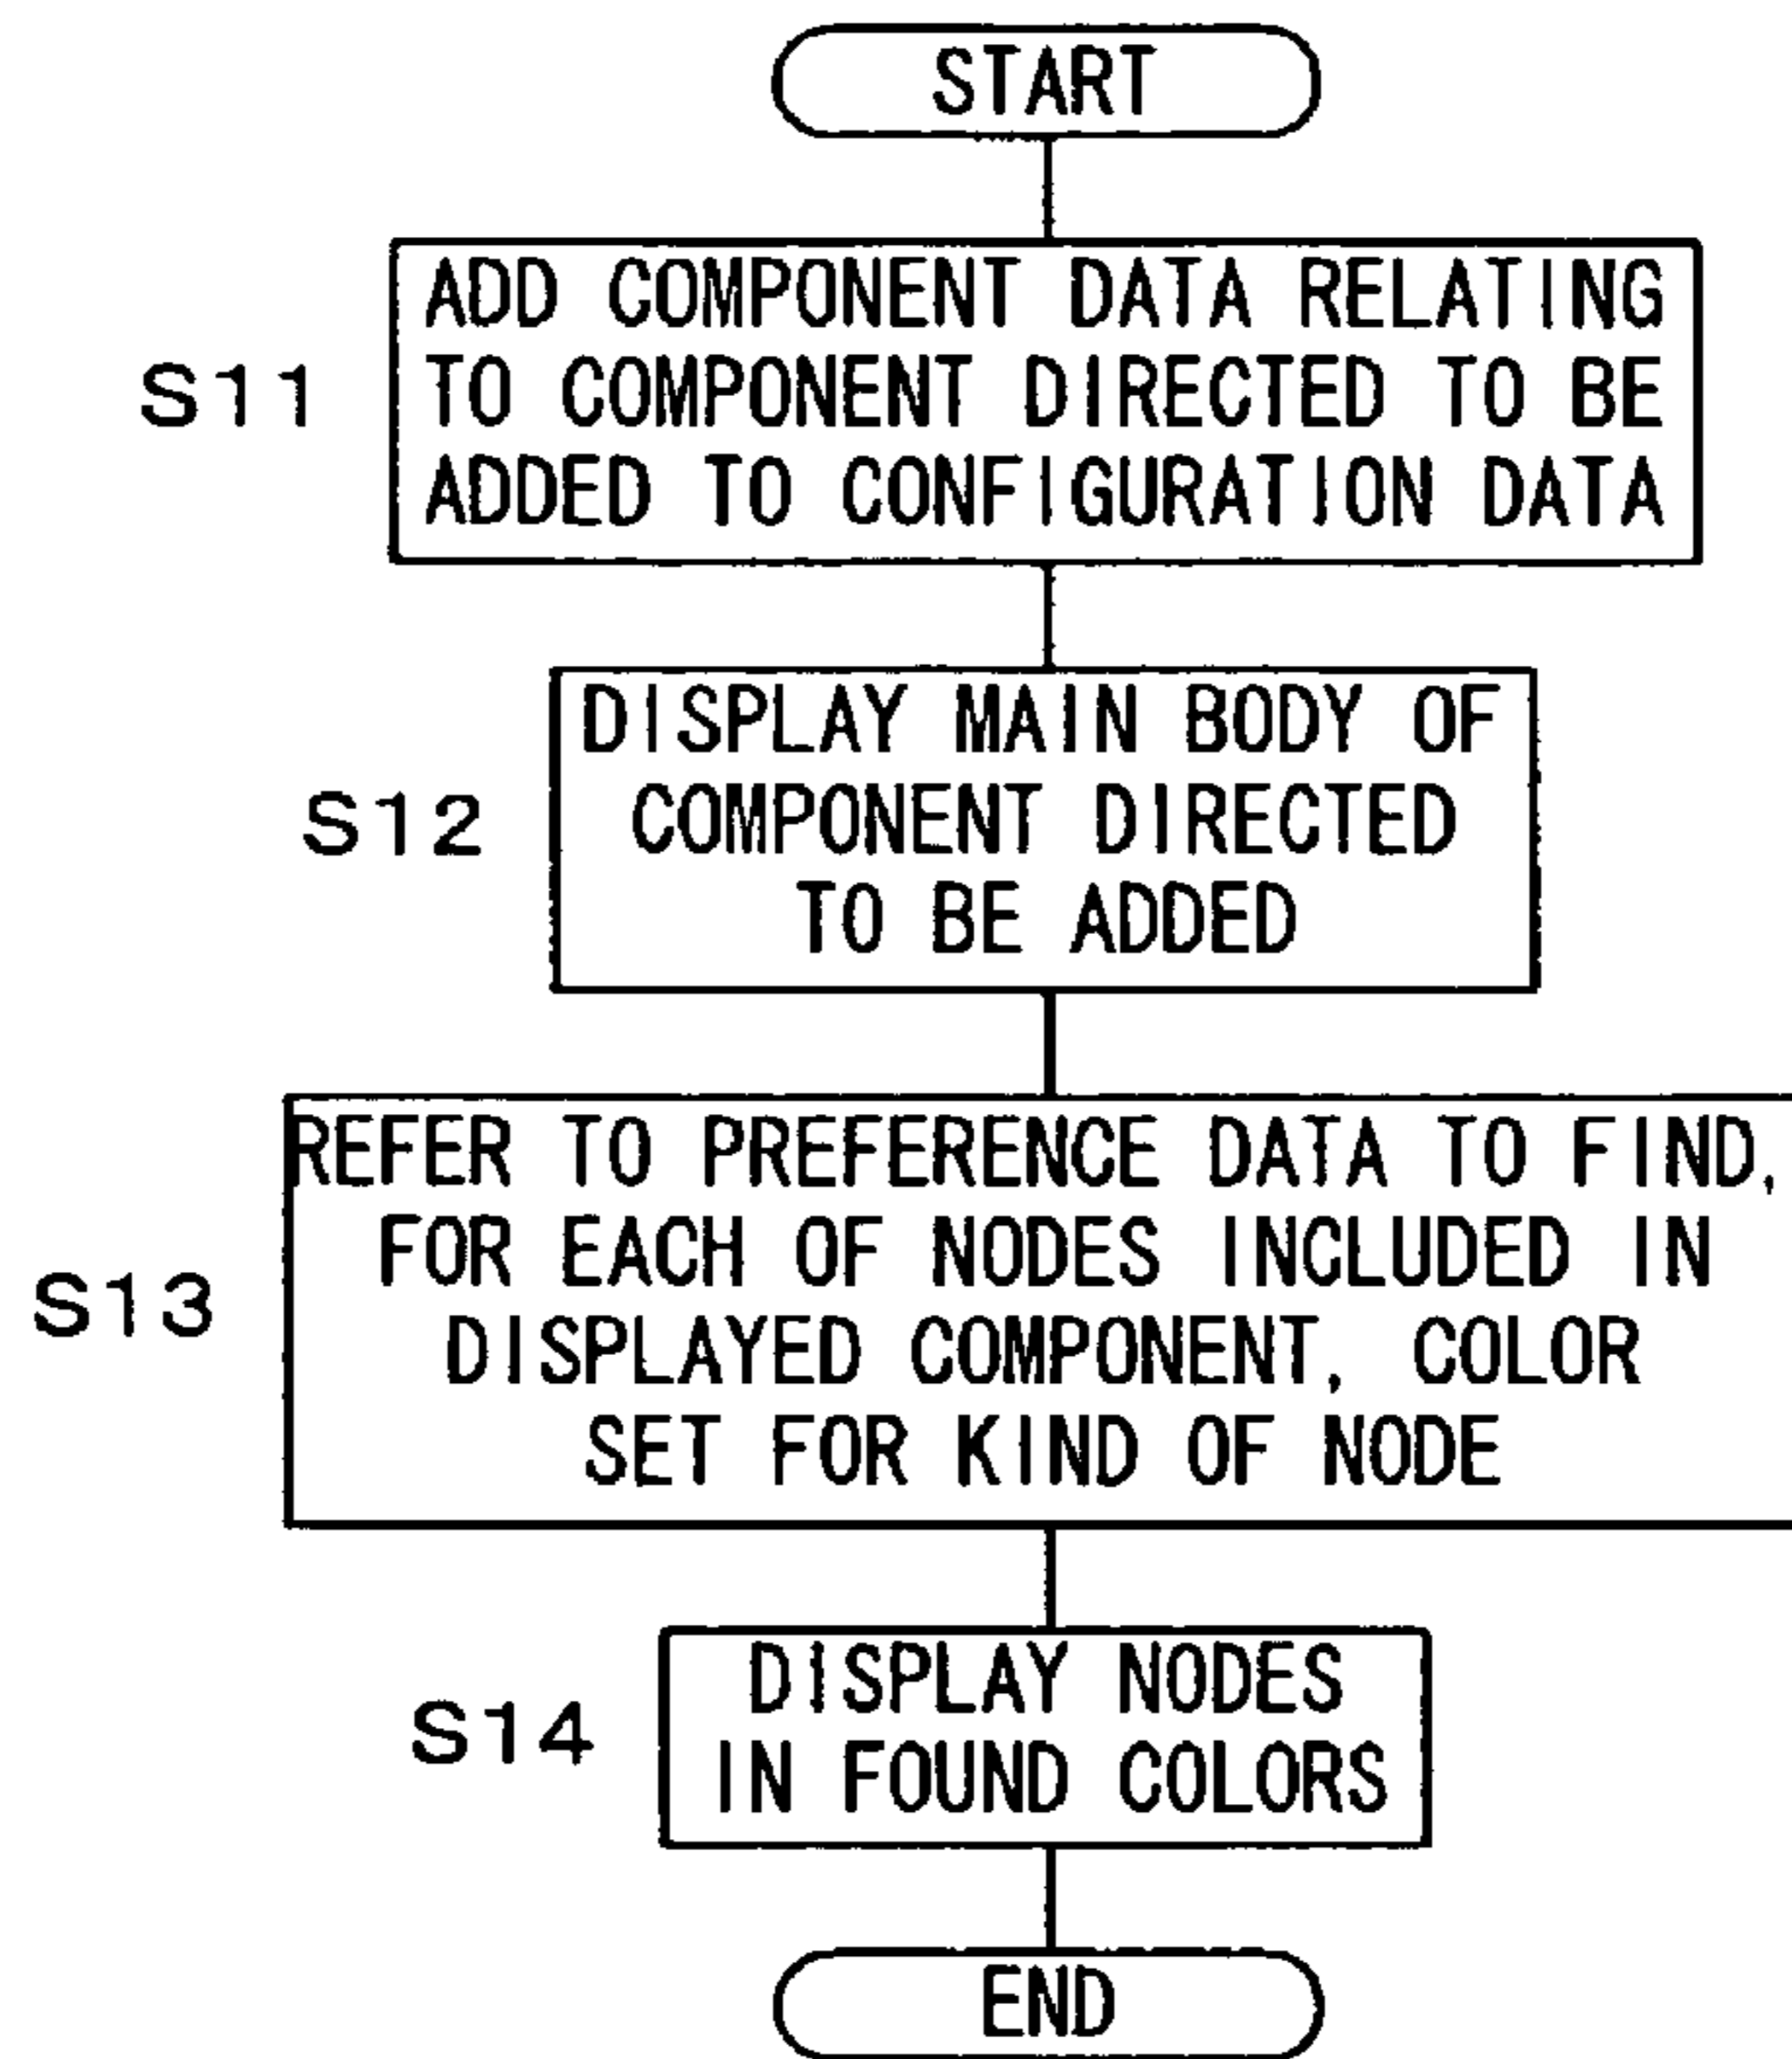 START
S11
ADD COMPONENT DATA RELATING
TO COMPONENT DIRECTED TO BE
ADDED TO CONFIGURATION DATA
S12
DISPLAY MAIN BODY OF
COMPONENT DIRECTED
TO BE ADDED
S13
REFER TO PREFERENCE DATA TO FIND,
FOR EACH OF NODES INCLUDED IN
DISPLAYED COMPONENT, COLOR
SET FOR KIND OF NODE
S14
DISPLAY NODES
IN FOUND COLORS
END